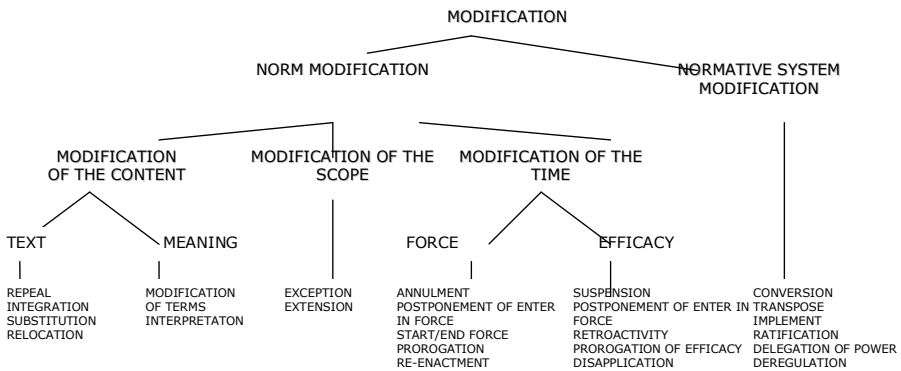 MODIFICATION
NORM MODIFICATION
NORMATIVE SYSTEM
MODIFICATION
MODIFICATION
OF THE CONTENT
MODIFICATION OF THE
SCOPE
MODIFICATION OF THE
TIME
TEXT
MEANING
FORCE
EFFICACY
REPEAL
INTEGRATION
SUBSTITUTION
RELOCATION
MODIFICATION
OF TERMS
INTERPRETATON
EXCEPTION
EXTENSION
ANNULMENT
POSTPONEMENT OF ENTER
IN FORCE
START/END FORCE
PROROGATION
RE-ENACTMENT
SUSPENSION
POSTPONEMENT OF ENTER IN
FORCE
RETROACTIVITY
PROROGATION OF EFFICACY
DISAPPLICATION
CONVERSION
TRANSPOSE
IMPLEMENT
RATIFICATION
DELEGATION OF POWER
DEREGULATION